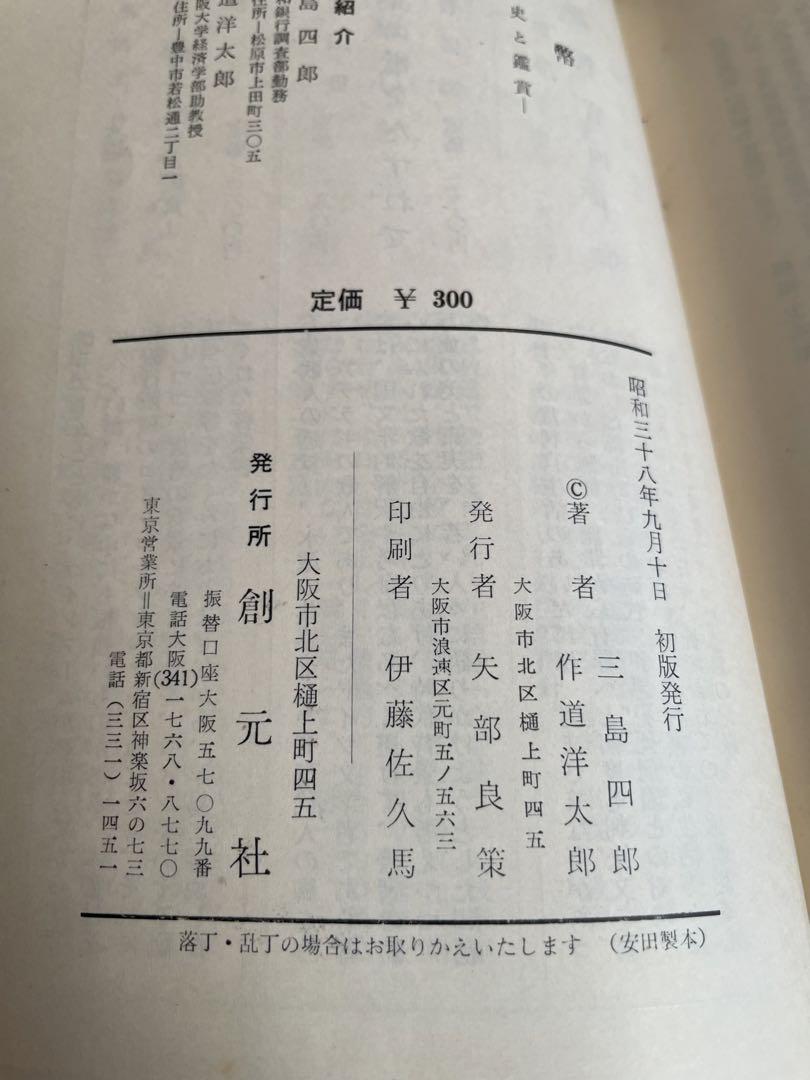 幣
史と鑑賞―
紹介
島四郎
和銀行調査部勤務
住所―松原市上田町三〇五
道洋太郎
阪大学経済学部助教授
住所―豊中市若松通二丁目一
定価 ￥ 300
昭和三十八年九月十日 初版発行
©著者 三島四郎
作道洋太郎
大阪市北区樋上町四五
発行者 矢部良策
大阪市浪速区元町五ノ五六三
印刷者 伊藤佐久馬
大阪市北区樋上町四五
発行所 創元社
振替口座大阪五七〇九九番
電話大阪(341)一七六八・八七七〇
東京営業所＝東京都新宿区神楽坂六の七三
電話(三三一)一四五一
落丁・乱丁の場合はお取りかえいたします (安田製本)